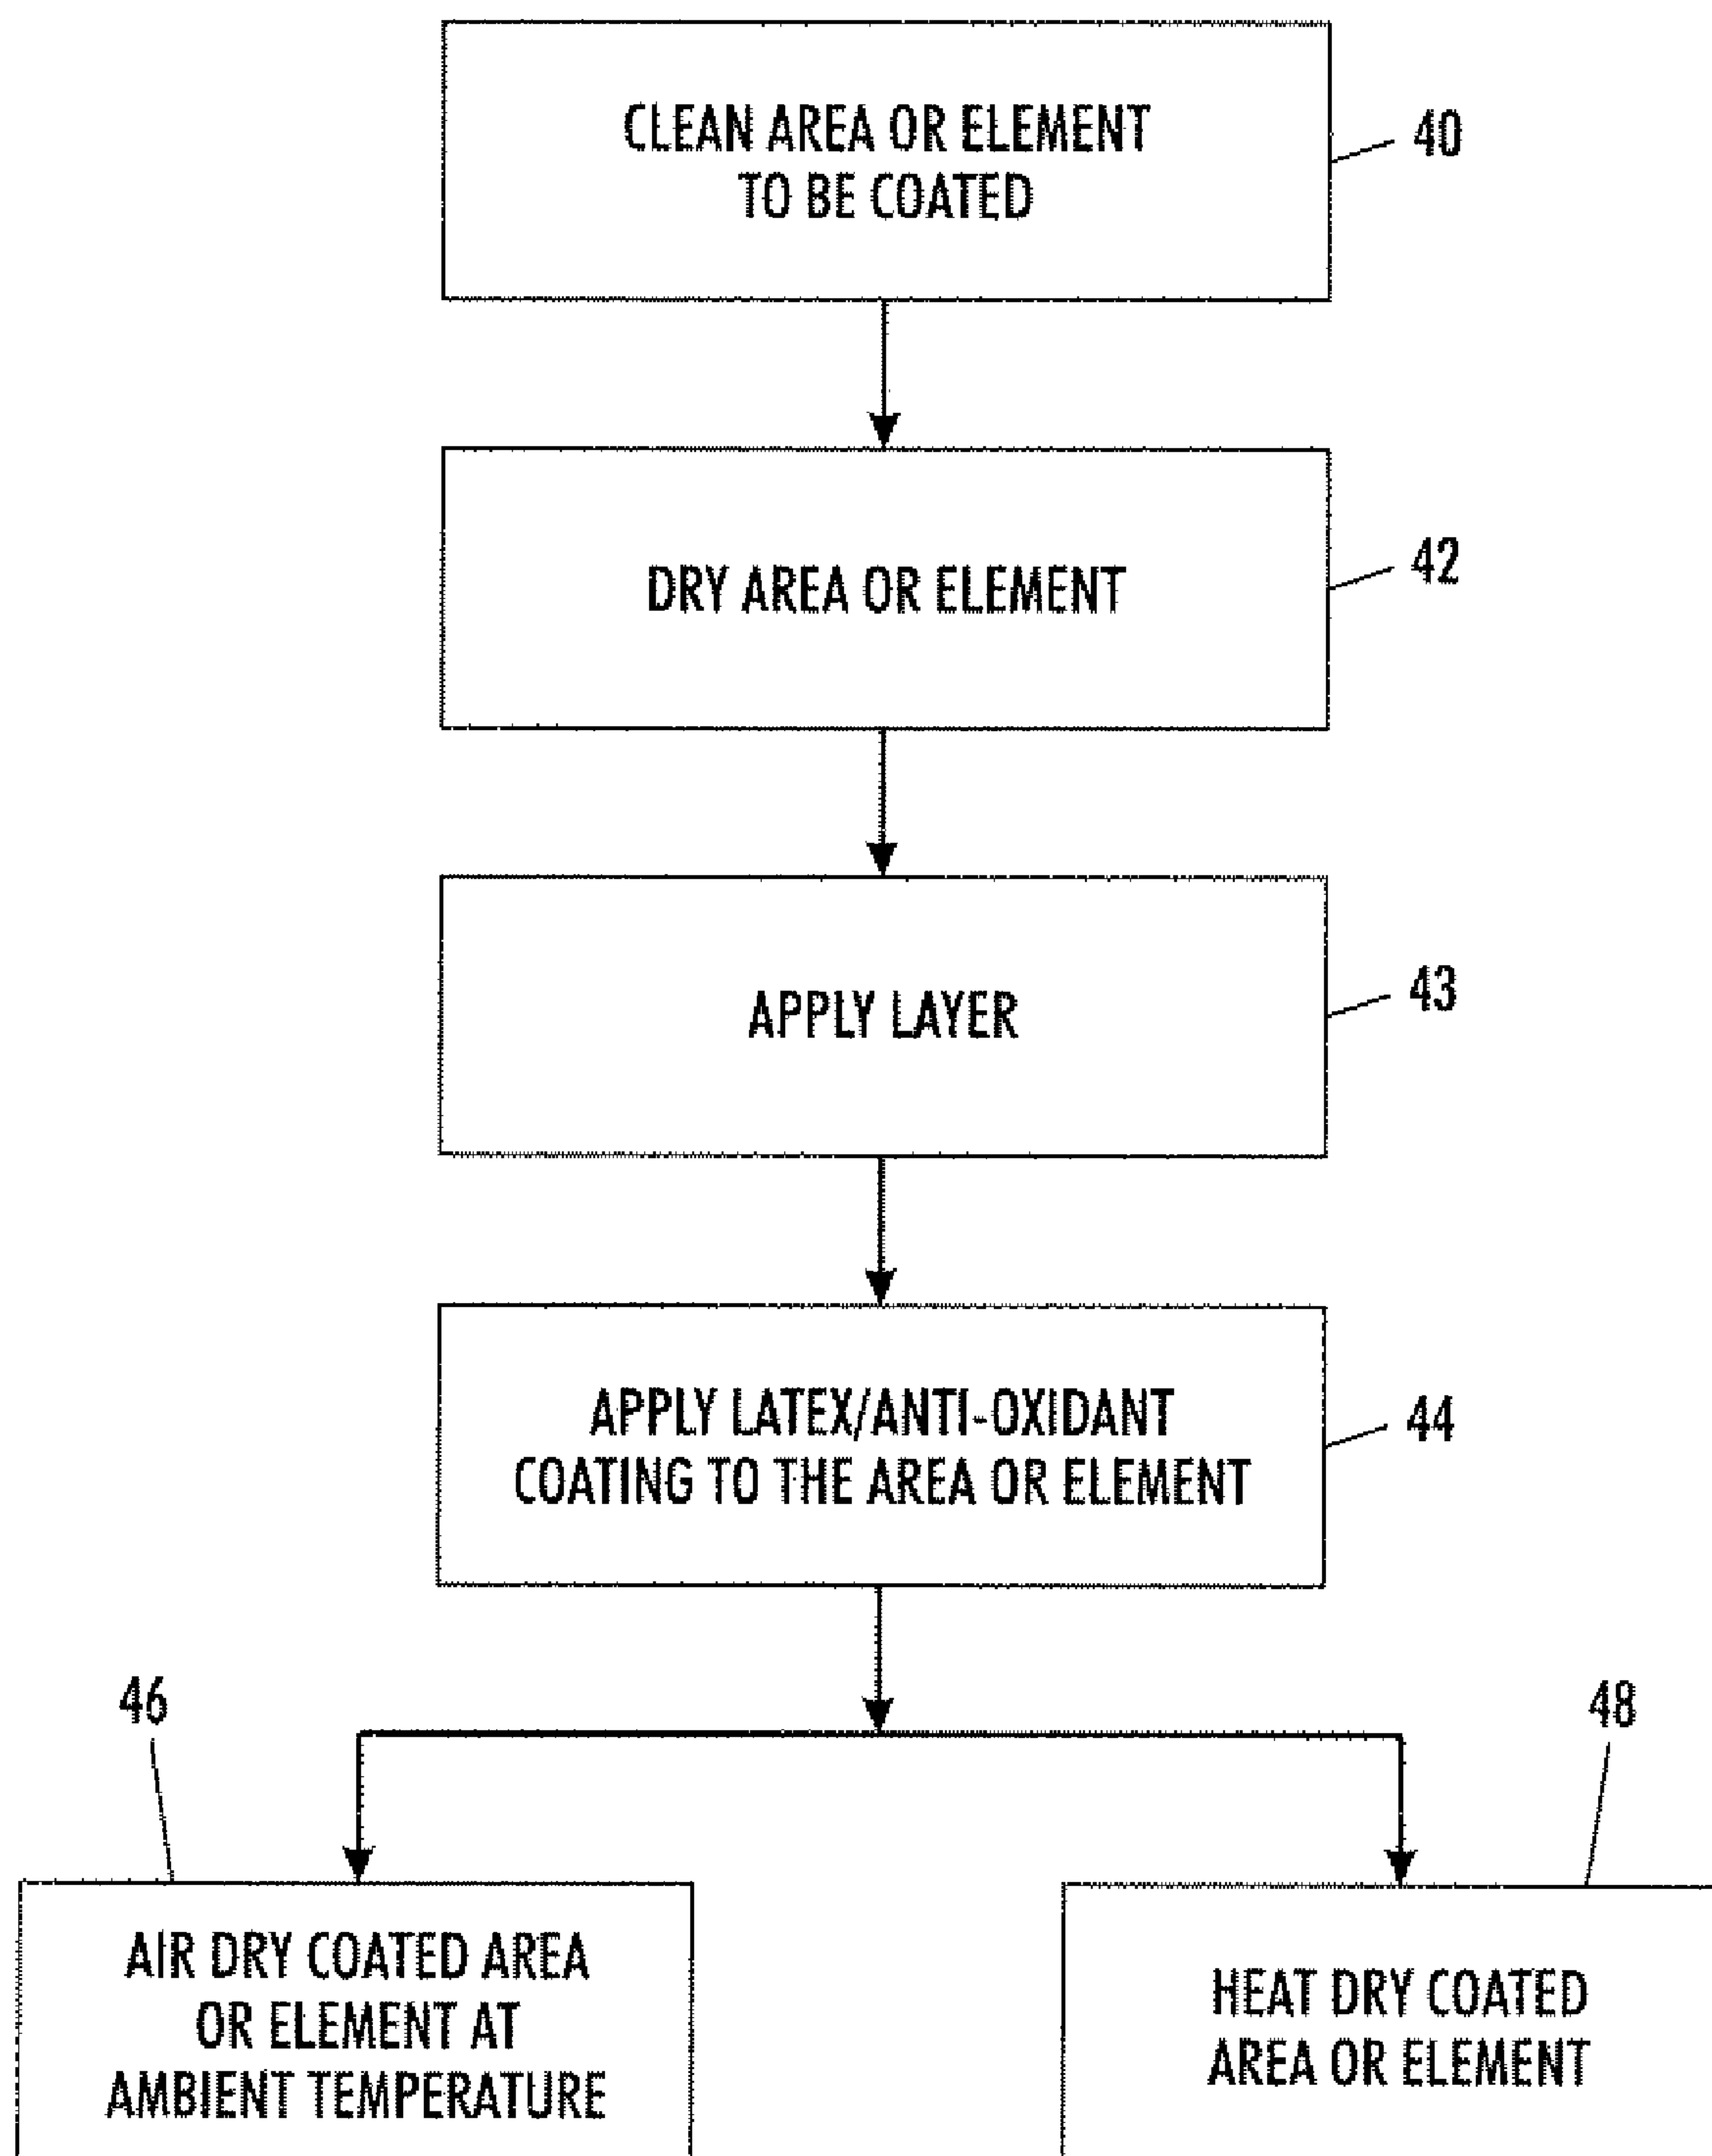 CLEAN AREA OR ELEMENT
TO BE COATED
40
DRY AREA OR ELEMENT
42
APPLY LAYER
43
APPLY LATEX/ANTI-OXIDANT
COATING TO THE AREA OR ELEMENT
44
46
48
AIR DRY COATED AREA
OR ELEMENT AT
AMBIENT TEMPERATURE
HEAT DRY COATED
AREA OR ELEMENT